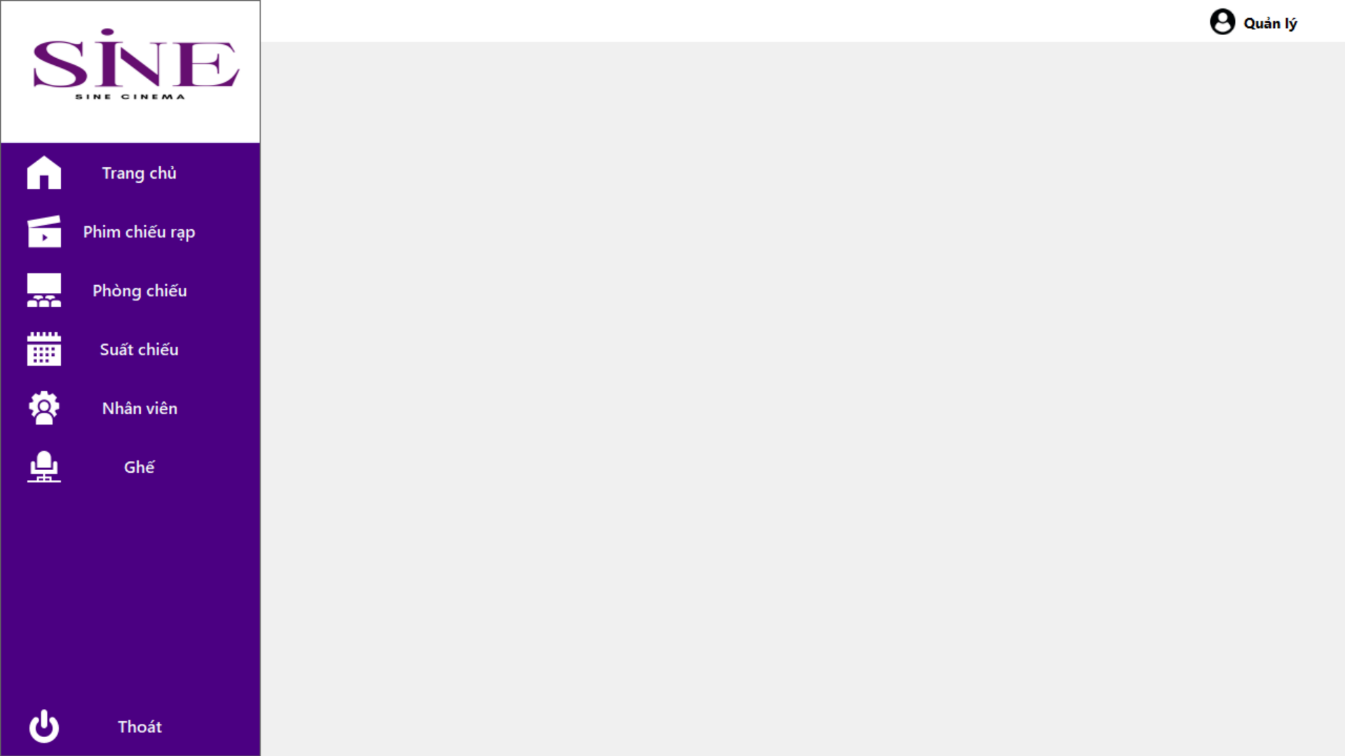 SINE
SINE CINEMA
Quản lý
Trang chủ
Phim chiếu rạp
Phòng chiếu
Suất chiếu
Nhân viên
Ghế
Thoát